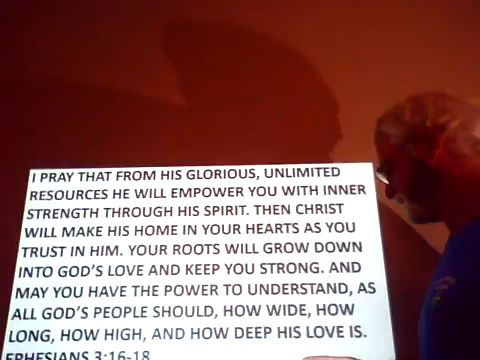 I PRAY THAT FROM HIS GLORIOUS, UNLIMITED
RESOURCES HE WILL EMPOWER YOU WITH INNER
STRENGTH THROUGH HIS SPIRIT. THEN CHRIST
WILL MAKE HIS HOME IN YOUR HEARTS AS YOU
TRUST IN HIM. YOUR ROOTS WILL GROW DOWN
INTO GOD'S LOVE AND KEEP YOU STRONG. AND
MAY YOU HAVE THE POWER TO UNDERSTAND, AS
ALL GOD'S PEOPLE SHOULD, HOW WIDE, HOW
LONG, HOW HIGH, AND HOW DEEP HIS LOVE IS.
EPHESIANS 3:16-18